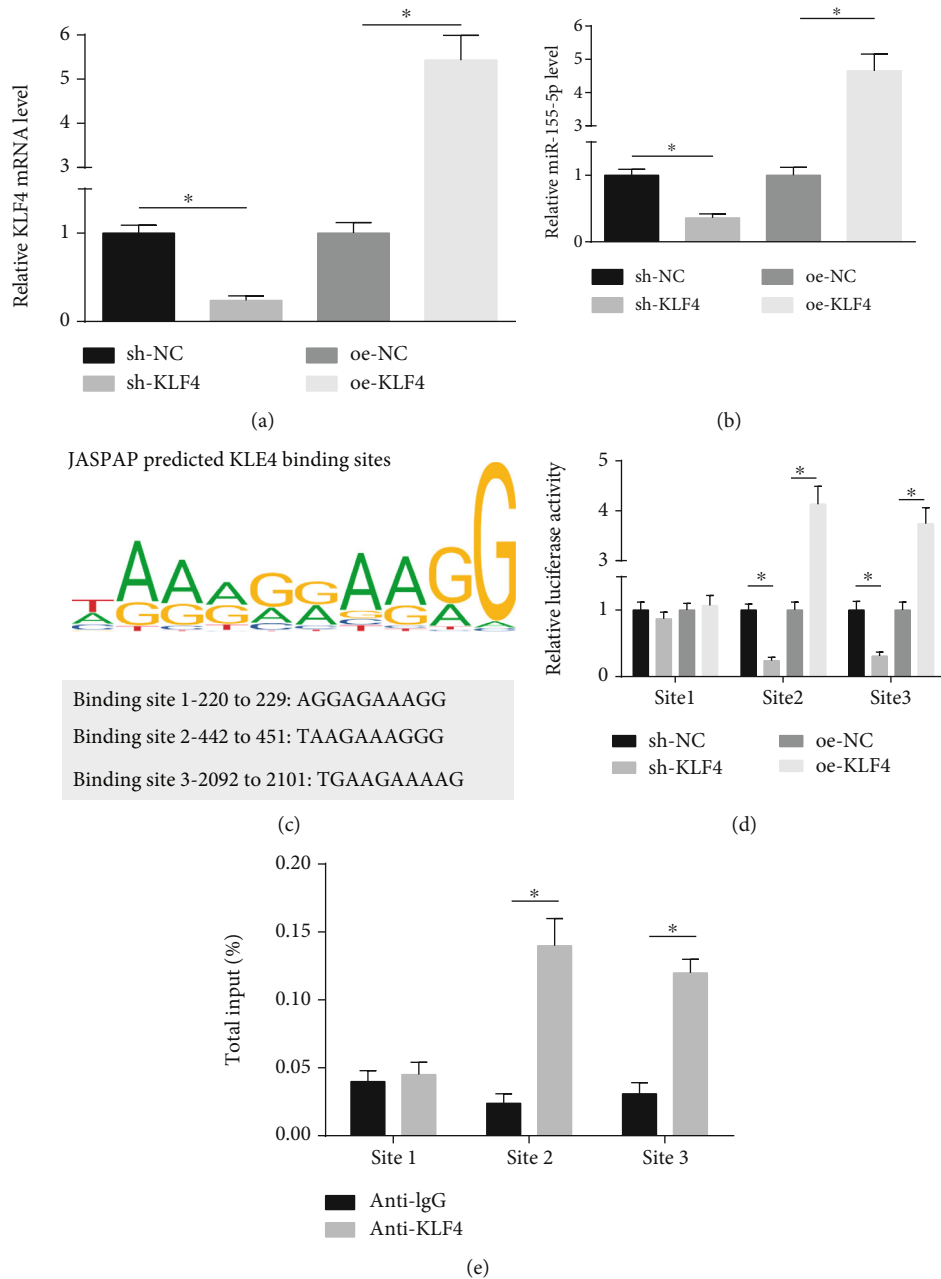 Relative KLF4 mRNA level
6
5
4
3
1
0
*
*
sh-NC
oe-NC
sh-KLF4
oe-KLF4
(a)
Relative miR-155-5p level
6
5
4
3
1
0
*
*
sh-NC
oe-NC
sh-KLF4
oe-KLF4
(b)
JASPAP predicted KLE4 binding sites
TAAAGGAAGG
Binding site 1-220 to 229: AGGAGAAAGG
Binding site 2-442 to 451: TAAGAAAGGG
Binding site 3-2092 to 2101: TGAAGAAAAG
(c)
Relative luciferase activity
5
4
3
1
0
*
*
*
*
Site1 Site2 Site3
sh-NC
oe-NC
sh-KLF4
oe-KLF4
(d)
Total input (%)
0.20
0.15
0.10
0.05
0.00
*
*
Site 1 Site 2 Site 3
Anti-lgG
Anti-KLF4
(e)